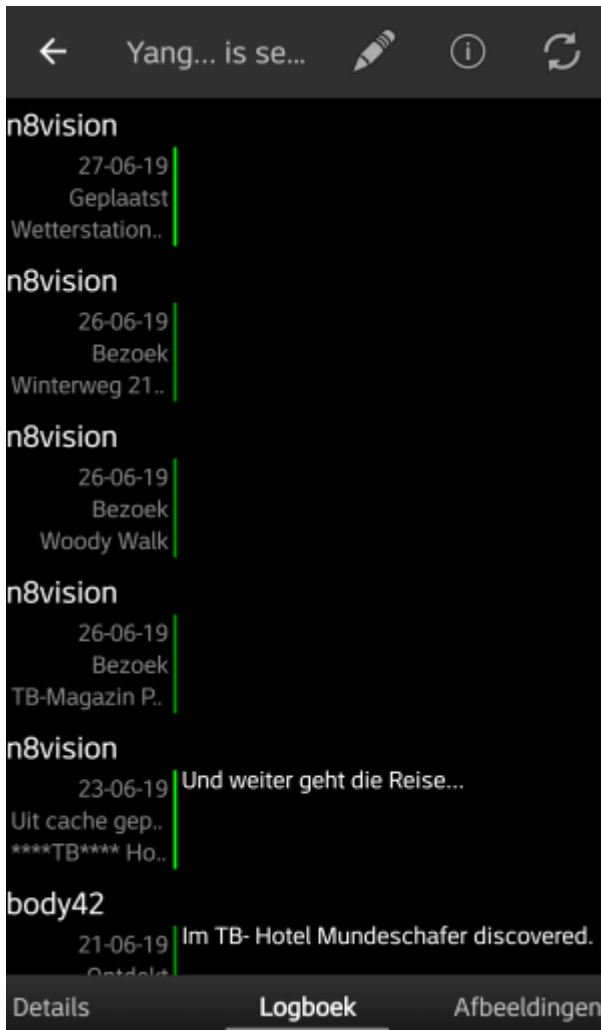 Yang... is se...
n8vision
27-06-19
Geplaatst
Wetterstation..
n8vision
26-06-19
Bezoek
Winterweg 21..
n8vision
26-06-19
Bezoek
Woody Walk
n8vision
26-06-19
Bezoek
TB-Magazin P..
n8vision
23-06-19
Und weiter geht die Reise...
Uit cache gep..
****TB**** Ho..
body42
21-06-19
Im TB- Hotel Mundeschafer discovered.
Ontdekt
Details
Logboek
Afbeeldingen